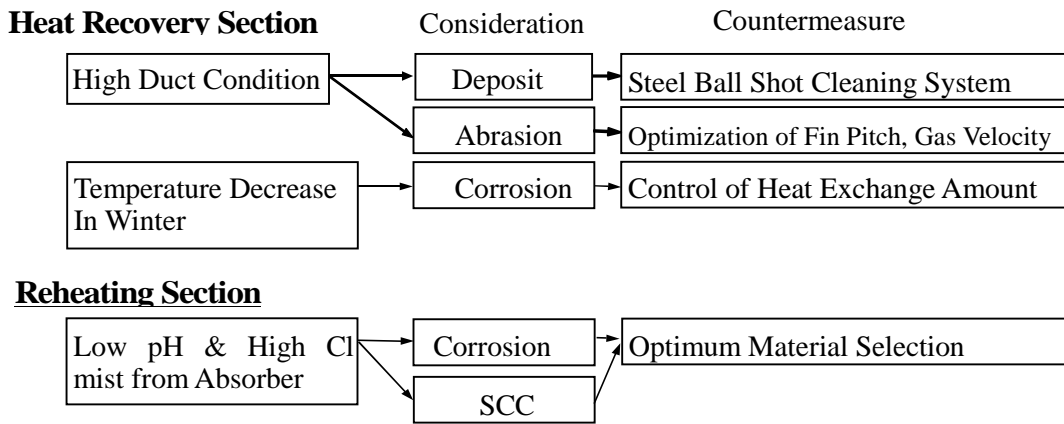 Heat Recovery Section
Consideration
Countermeasure
High Duct Condition
Deposit
Steel Ball Shot Cleaning System
Abrasion
Optimization of Fin Pitch, Gas Velocity
Temperature Decrease
In Winter
Corrosion
Control of Heat Exchange Amount
Reheating Section
Low pH & High Cl
mist from Absorber
Corrosion
Optimum Material Selection
SCC